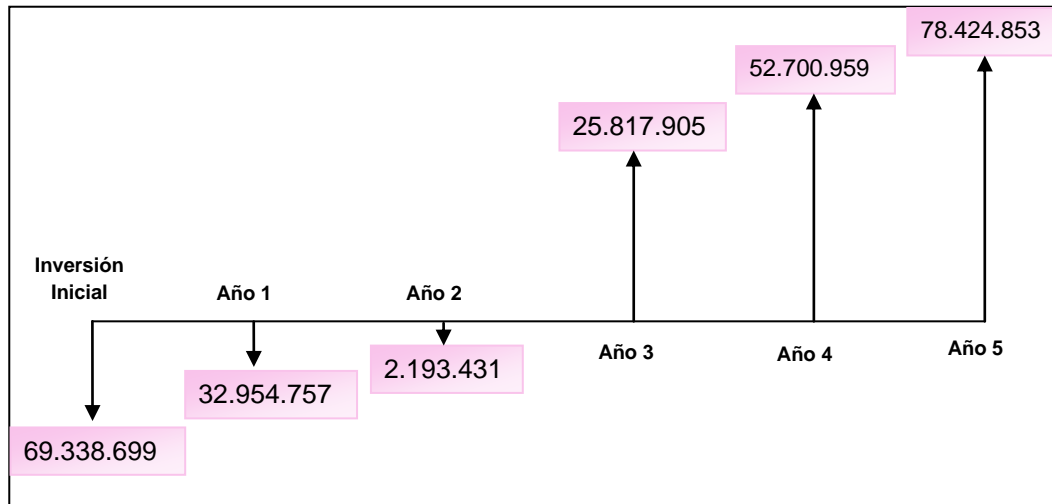 78.424.853
52.700.959
25.817.905
Inversión
Inicial
Año 1
Año 2
Año 3
Año 4
Año 5
2.193.431
32.954.757
69.338.699